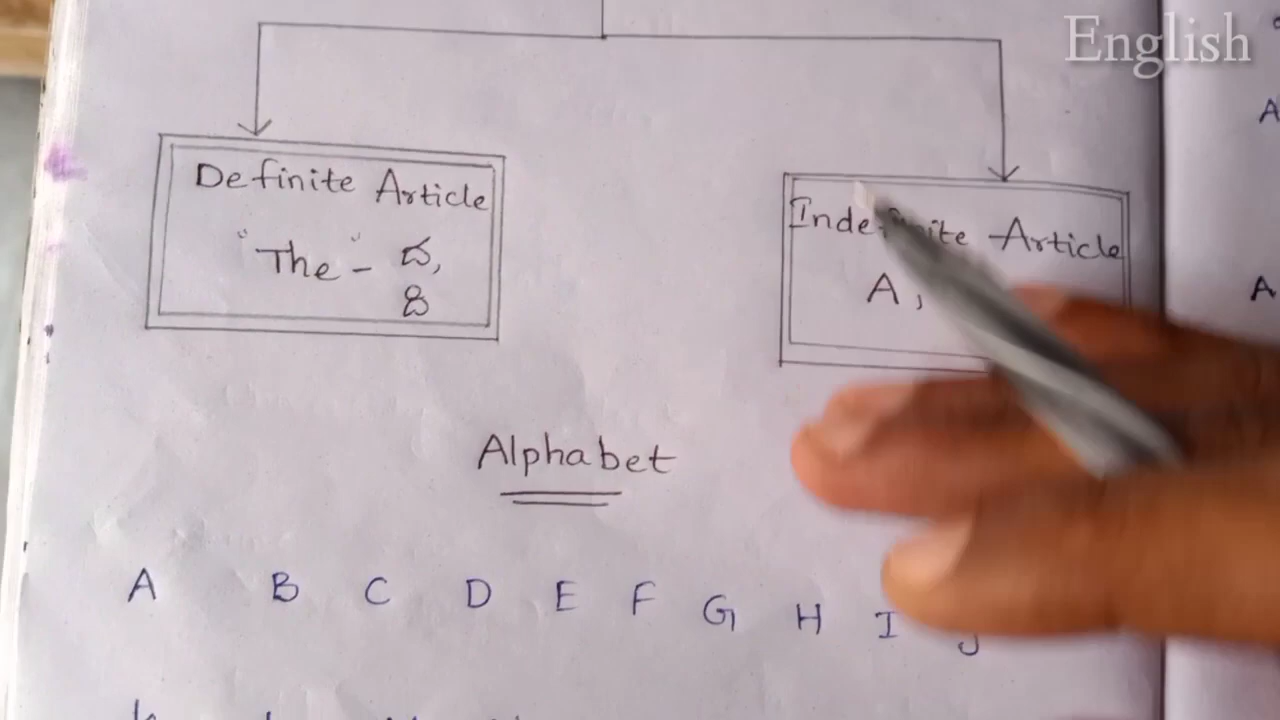 English
Definite Article
"The" - ద,
ది
Indefinite Article
A,
Alphabet
A B C D E F G H I J
A
A